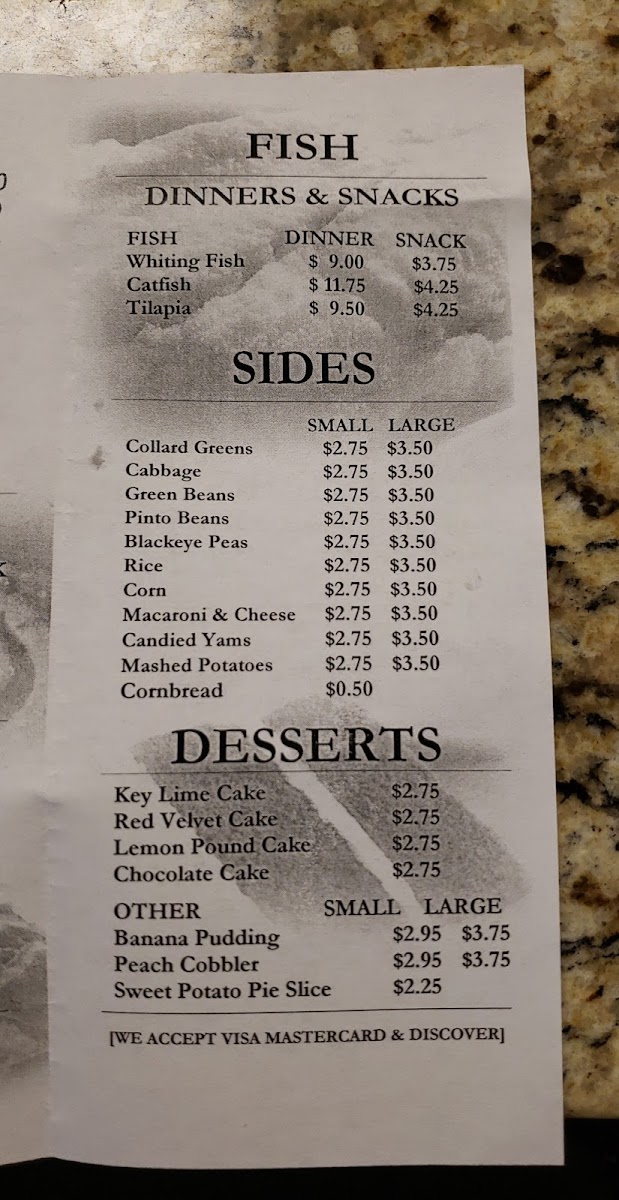 FISH
DINNERS & SNACKS
FISH DINNER SNACK
Whiting Fish $ 9.00 $3.75
Catfish $ 11.75 $4.25
Tilapia $ 9.50 $4.25
SIDES
SMALL LARGE
Collard Greens $2.75 $3.50
Cabbage $2.75 $3.50
Green Beans $2.75 $3.50
Pinto Beans $2.75 $3.50
Blackeye Peas $2.75 $3.50
Rice $2.75 $3.50
Corn $2.75 $3.50
Macaroni & Cheese $2.75 $3.50
Candied Yams $2.75 $3.50
Mashed Potatoes $2.75 $3.50
Cornbread $0.50
DESSERTS
Key Lime Cake $2.75
Red Velvet Cake $2.75
Lemon Pound Cake $2.75
Chocolate Cake $2.75
OTHER SMALL LARGE
Banana Pudding $2.95 $3.75
Peach Cobbler $2.95 $3.75
Sweet Potato Pie Slice $2.25
[WE ACCEPT VISA MASTERCARD & DISCOVER]